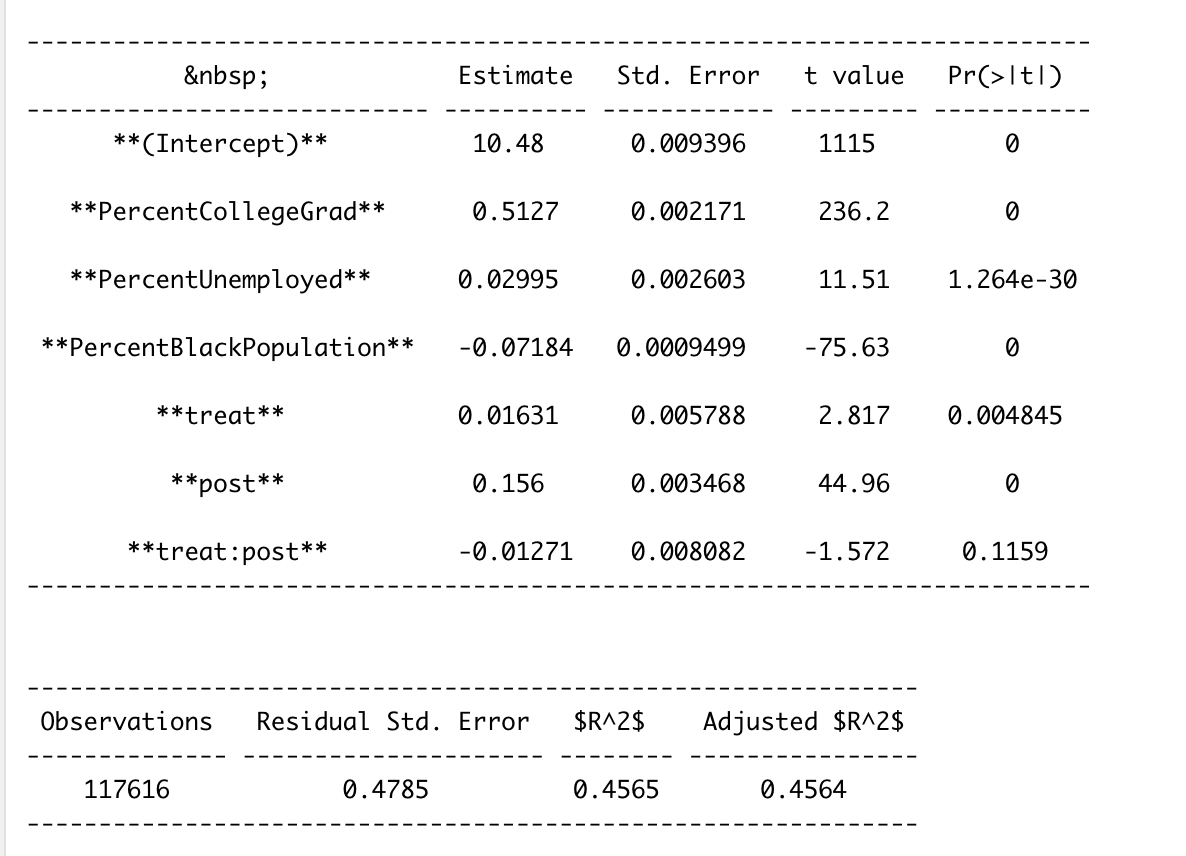 --------------------------------------------------------------------------
&nbsp; Estimate Std. Error t value Pr(>|t|)
---------------------------- ---------- ------------ --------- -----------
**(Intercept)** 10.48 0.009396 1115 0
**PercentCollegeGrad** 0.5127 0.002171 236.2 0
**PercentUnemployed** 0.02995 0.002603 11.51 1.264e-30
**PercentBlackPopulation** -0.07184 0.0009499 -75.63 0
**treat** 0.01631 0.005788 2.817 0.004845
**post** 0.156 0.003468 44.96 0
**treat:post** -0.01271 0.008082 -1.572 0.1159
--------------------------------------------------------------------------
--------------------------------------------------------------
Observations Residual Std. Error $R^2$ Adjusted $R^2$
-------------- --------------------- -------- ----------------
117616 0.4785 0.4565 0.4564
--------------------------------------------------------------